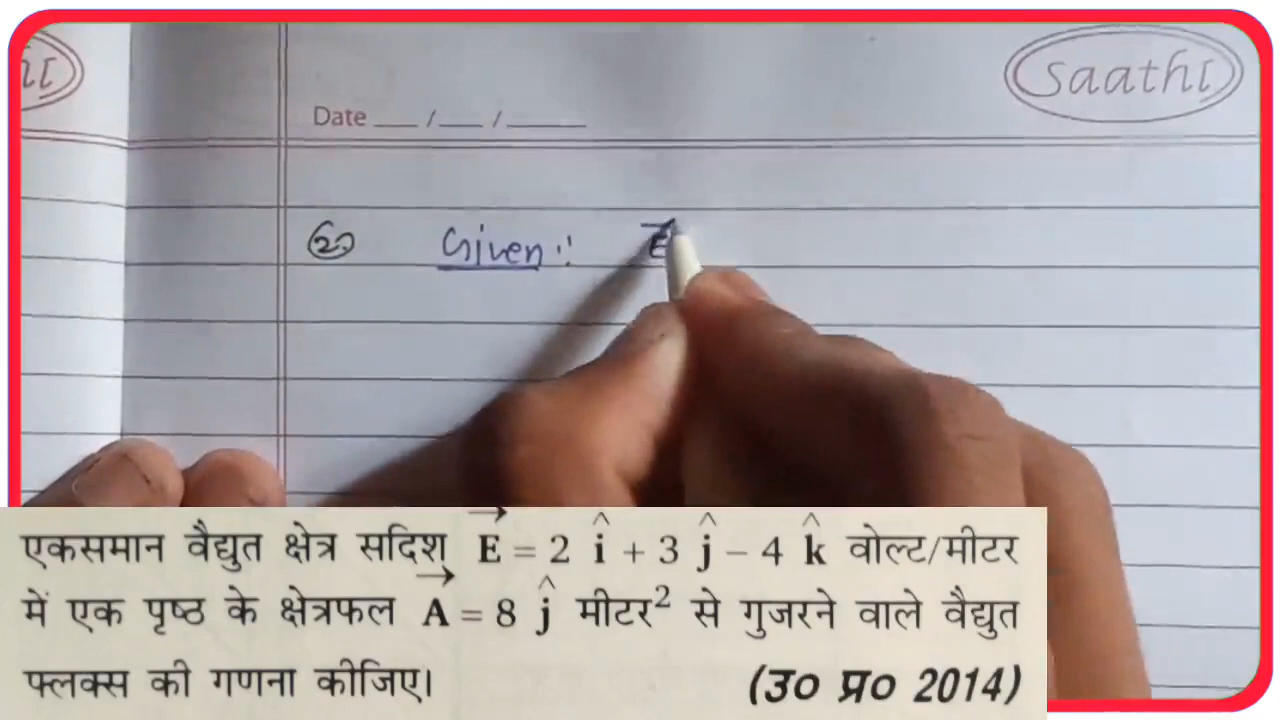 Saathi
Date ___ /___ /_____
2. Given :- E
एकसमान वैद्युत क्षेत्र सदिश E = 2 i + 3 j – 4 k वोल्ट/मीटर
में एक पृष्ठ के क्षेत्रफल A = 8 j मीटर² से गुजरने वाले वैद्युत
फ्लक्स की गणना कीजिए। (उ० प्र० 2014)